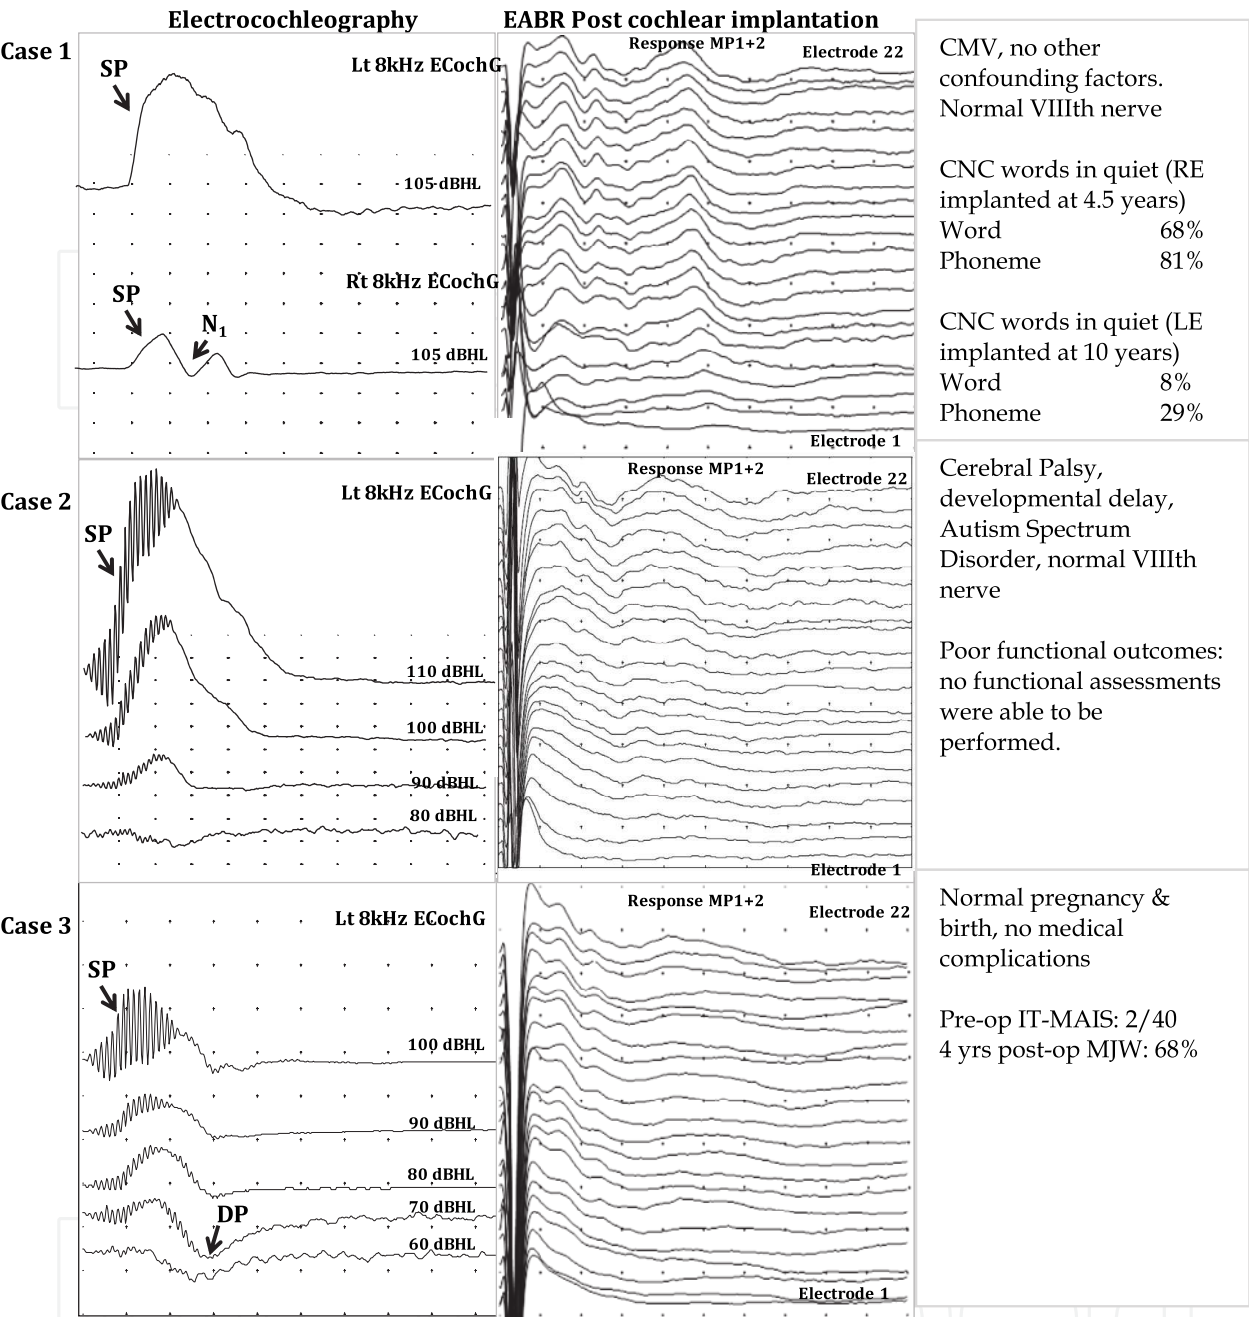 Electrocochleography
EABR Post cochlear implantation
Case 1
SP
Lt 8kHz ECochG
105 dBHL
Rt 8kHz ECochG
SP
N1
105 dBHL
Response MP1+2
Electrode 22
Electrode 1
CMV, no other
confounding factors.
Normal VIIIth nerve
CNC words in quiet (RE
implanted at 4.5 years)
Word 68%
Phoneme 81%
CNC words in quiet (LE
implanted at 10 years)
Word 8%
Phoneme 29%
Case 2
Lt 8kHz ECochG
SP
110 dBHL
100 dBHL
90 dBHL
80 dBHL
Response MP1+2
Electrode 22
Electrode 1
Cerebral Palsy,
developmental delay,
Autism Spectrum
Disorder, normal VIIIth
nerve
Poor functional outcomes:
no functional assessments
were able to be
performed.
Case 3
Lt 8kHz ECochG
SP
100 dBHL
90 dBHL
80 dBHL
70 dBHL
DP
60 dBHL
Response MP1+2
Electrode 22
Electrode 1
Normal pregnancy &
birth, no medical
complications
Pre-op IT-MAIS: 2/40
4 yrs post-op MJW: 68%